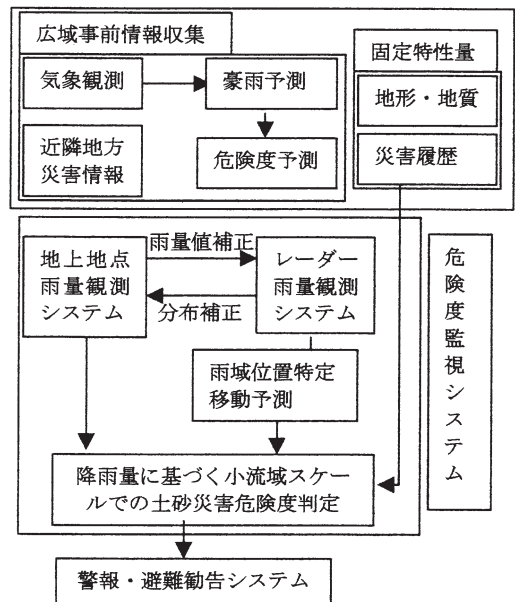 広域事前情報収集
固定特性量
気象観測
豪雨予測
地形・地質
近隣地方
災害情報
危険度予測
災害履歴
雨量値補正
地上地点
雨量観測
システム
レーダー
雨量観測
システム
分布補正
危険度監視システム
雨域位置特定
移動予測
降雨量に基づく小流域スケー
ルでの土砂災害危険度判定
警報・避難勧告システム